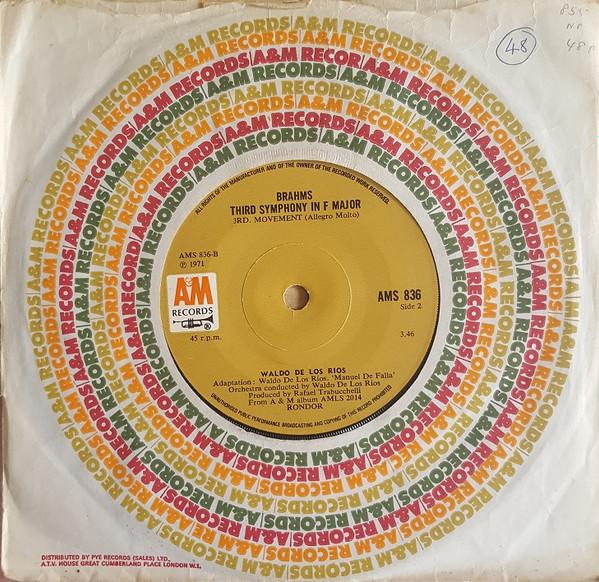 48
48p
A&M RECORDS
ALL RIGHTS OF THE MANUFACTURER AND OF THE OWNER OF THE RECORDED WORK RESERVED.
BRAHMS
THIRD SYMPHONY IN F MAJOR
3RD. MOVEMENT (Allegro Molto)
AMS 836-B
℗ 1971
AM
RECORDS
45 r.p.m.
AMS 836
Side 2
3.46
WALDO DE LOS RIOS
Adaptation: Waldo De Los Rios. 'Manuel De Falla'
Orchestra conducted by Waldo De Los Rios
Produced by Rafael Trabucchelli
From A & M album AMLS 2014
RONDOR
UNAUTHORISED PUBLIC PERFORMANCE BROADCASTING AND COPYING OF THIS RECORD PROHIBITED
DISTRIBUTED BY PYE RECORDS (SALES) LTD.,
A.T.V. HOUSE GREAT CUMBERLAND PLACE LONDON W.1.